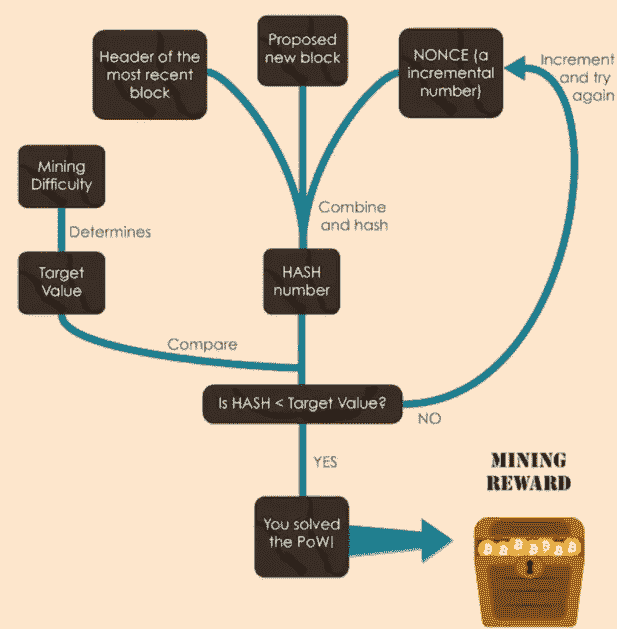 Header of the
most recent
block
Proposed
new block
NONCE (a
incremental
number)
Increment
and try
again
Mining
Difficulty
Determines
Target
Value
Combine
and hash
HASH
number
Compare
Is HASH < Target Value?
NO
YES
You solved
the PoW!
MINING
REWARD